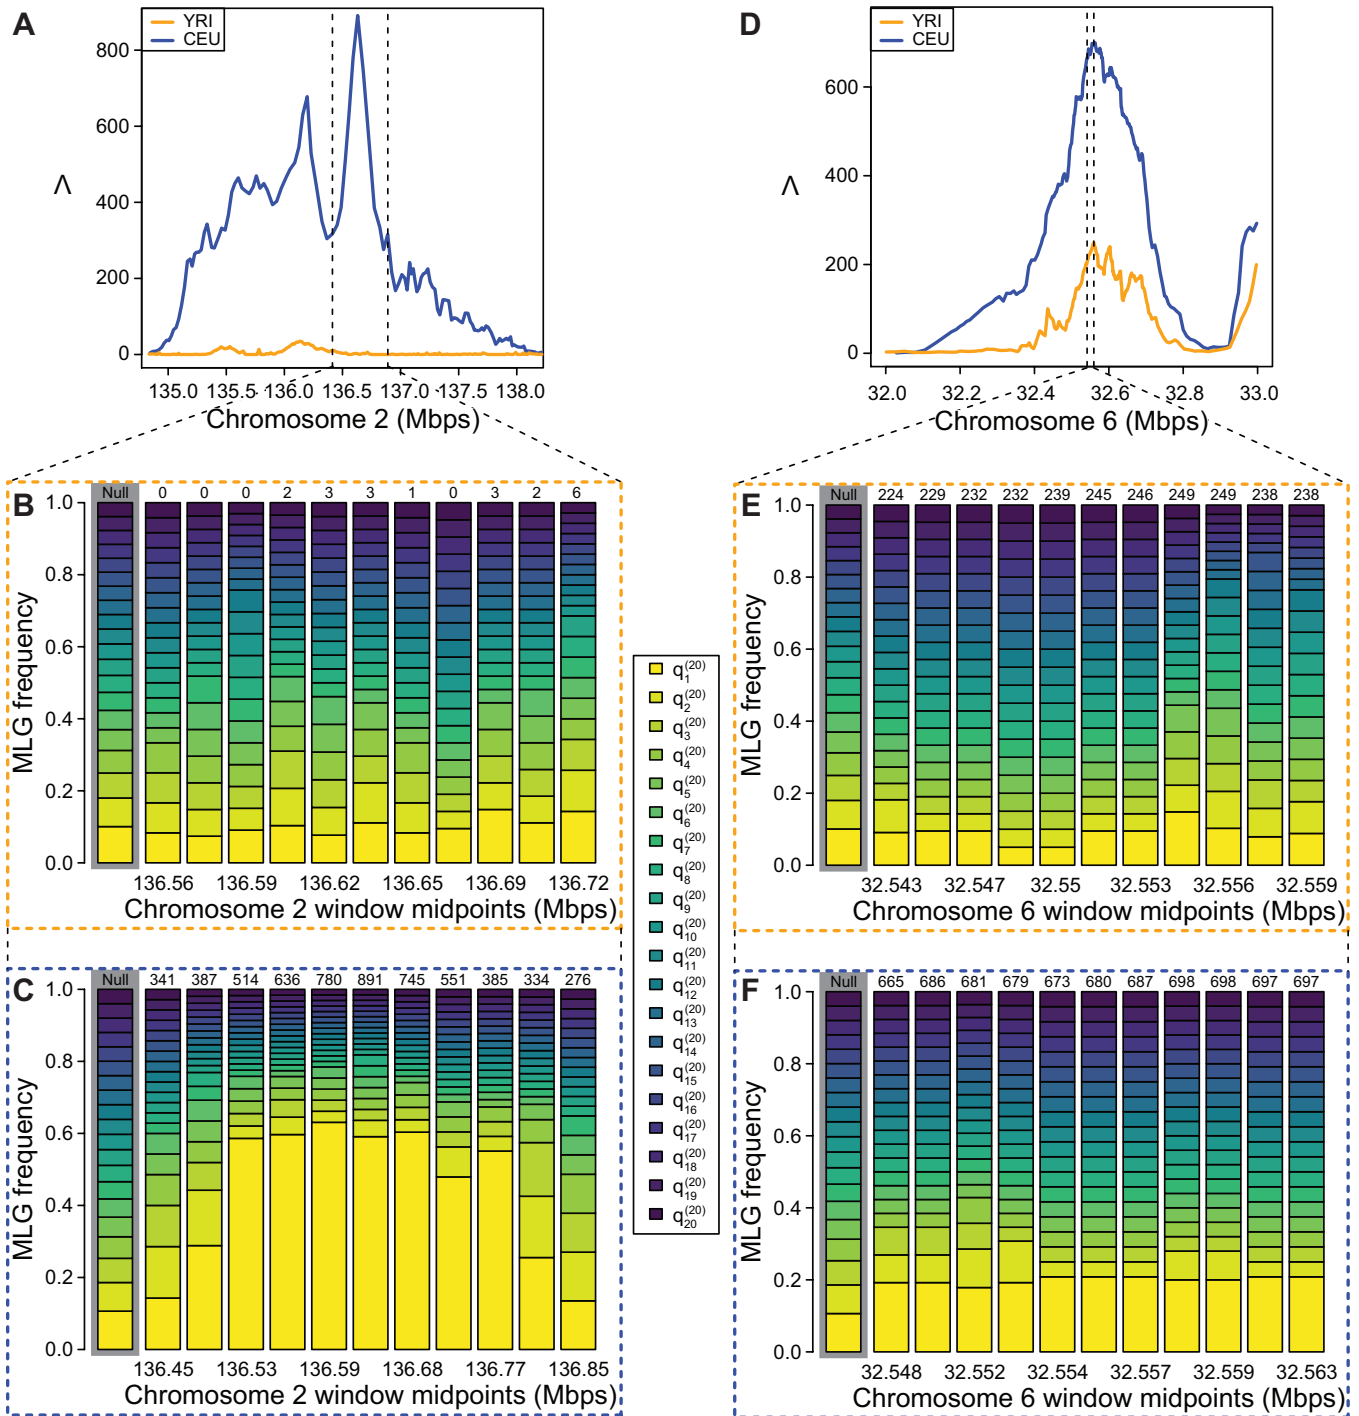 A
YRI
CEU
800
600
400
200
0
Λ
135.0 135.5 136.0 136.5 137.0 137.5 138.0
Chromosome 2 (Mbps)
D
YRI
CEU
600
400
200
0
Λ
32.0 32.2 32.4 32.6 32.8 33.0
Chromosome 6 (Mbps)
B
Null 0 0 0 2 3 3 1 0 3 2 6
1.0
0.8
0.6
0.4
0.2
0.0
MLG frequency
136.56 136.59 136.62 136.65 136.69 136.72
Chromosome 2 window midpoints (Mbps)
E
Null 224 229 232 232 239 245 246 249 249 238 238
1.0
0.8
0.6
0.4
0.2
0.0
MLG frequency
32.543 32.547 32.55 32.553 32.556 32.559
Chromosome 6 window midpoints (Mbps)
q1(20)
q2(20)
q3(20)
q4(20)
q5(20)
q6(20)
q7(20)
q8(20)
q9(20)
q10(20)
q11(20)
q12(20)
q13(20)
q14(20)
q15(20)
q16(20)
q17(20)
q18(20)
q19(20)
q20(20)
C
Null 341 387 514 636 780 891 745 551 385 334 276
1.0
0.8
0.6
0.4
0.2
0.0
MLG frequency
136.45 136.53 136.59 136.68 136.77 136.85
Chromosome 2 window midpoints (Mbps)
F
Null 665 686 681 679 673 680 687 698 698 697 697
1.0
0.8
0.6
0.4
0.2
0.0
MLG frequency
32.548 32.552 32.554 32.557 32.559 32.563
Chromosome 6 window midpoints (Mbps)